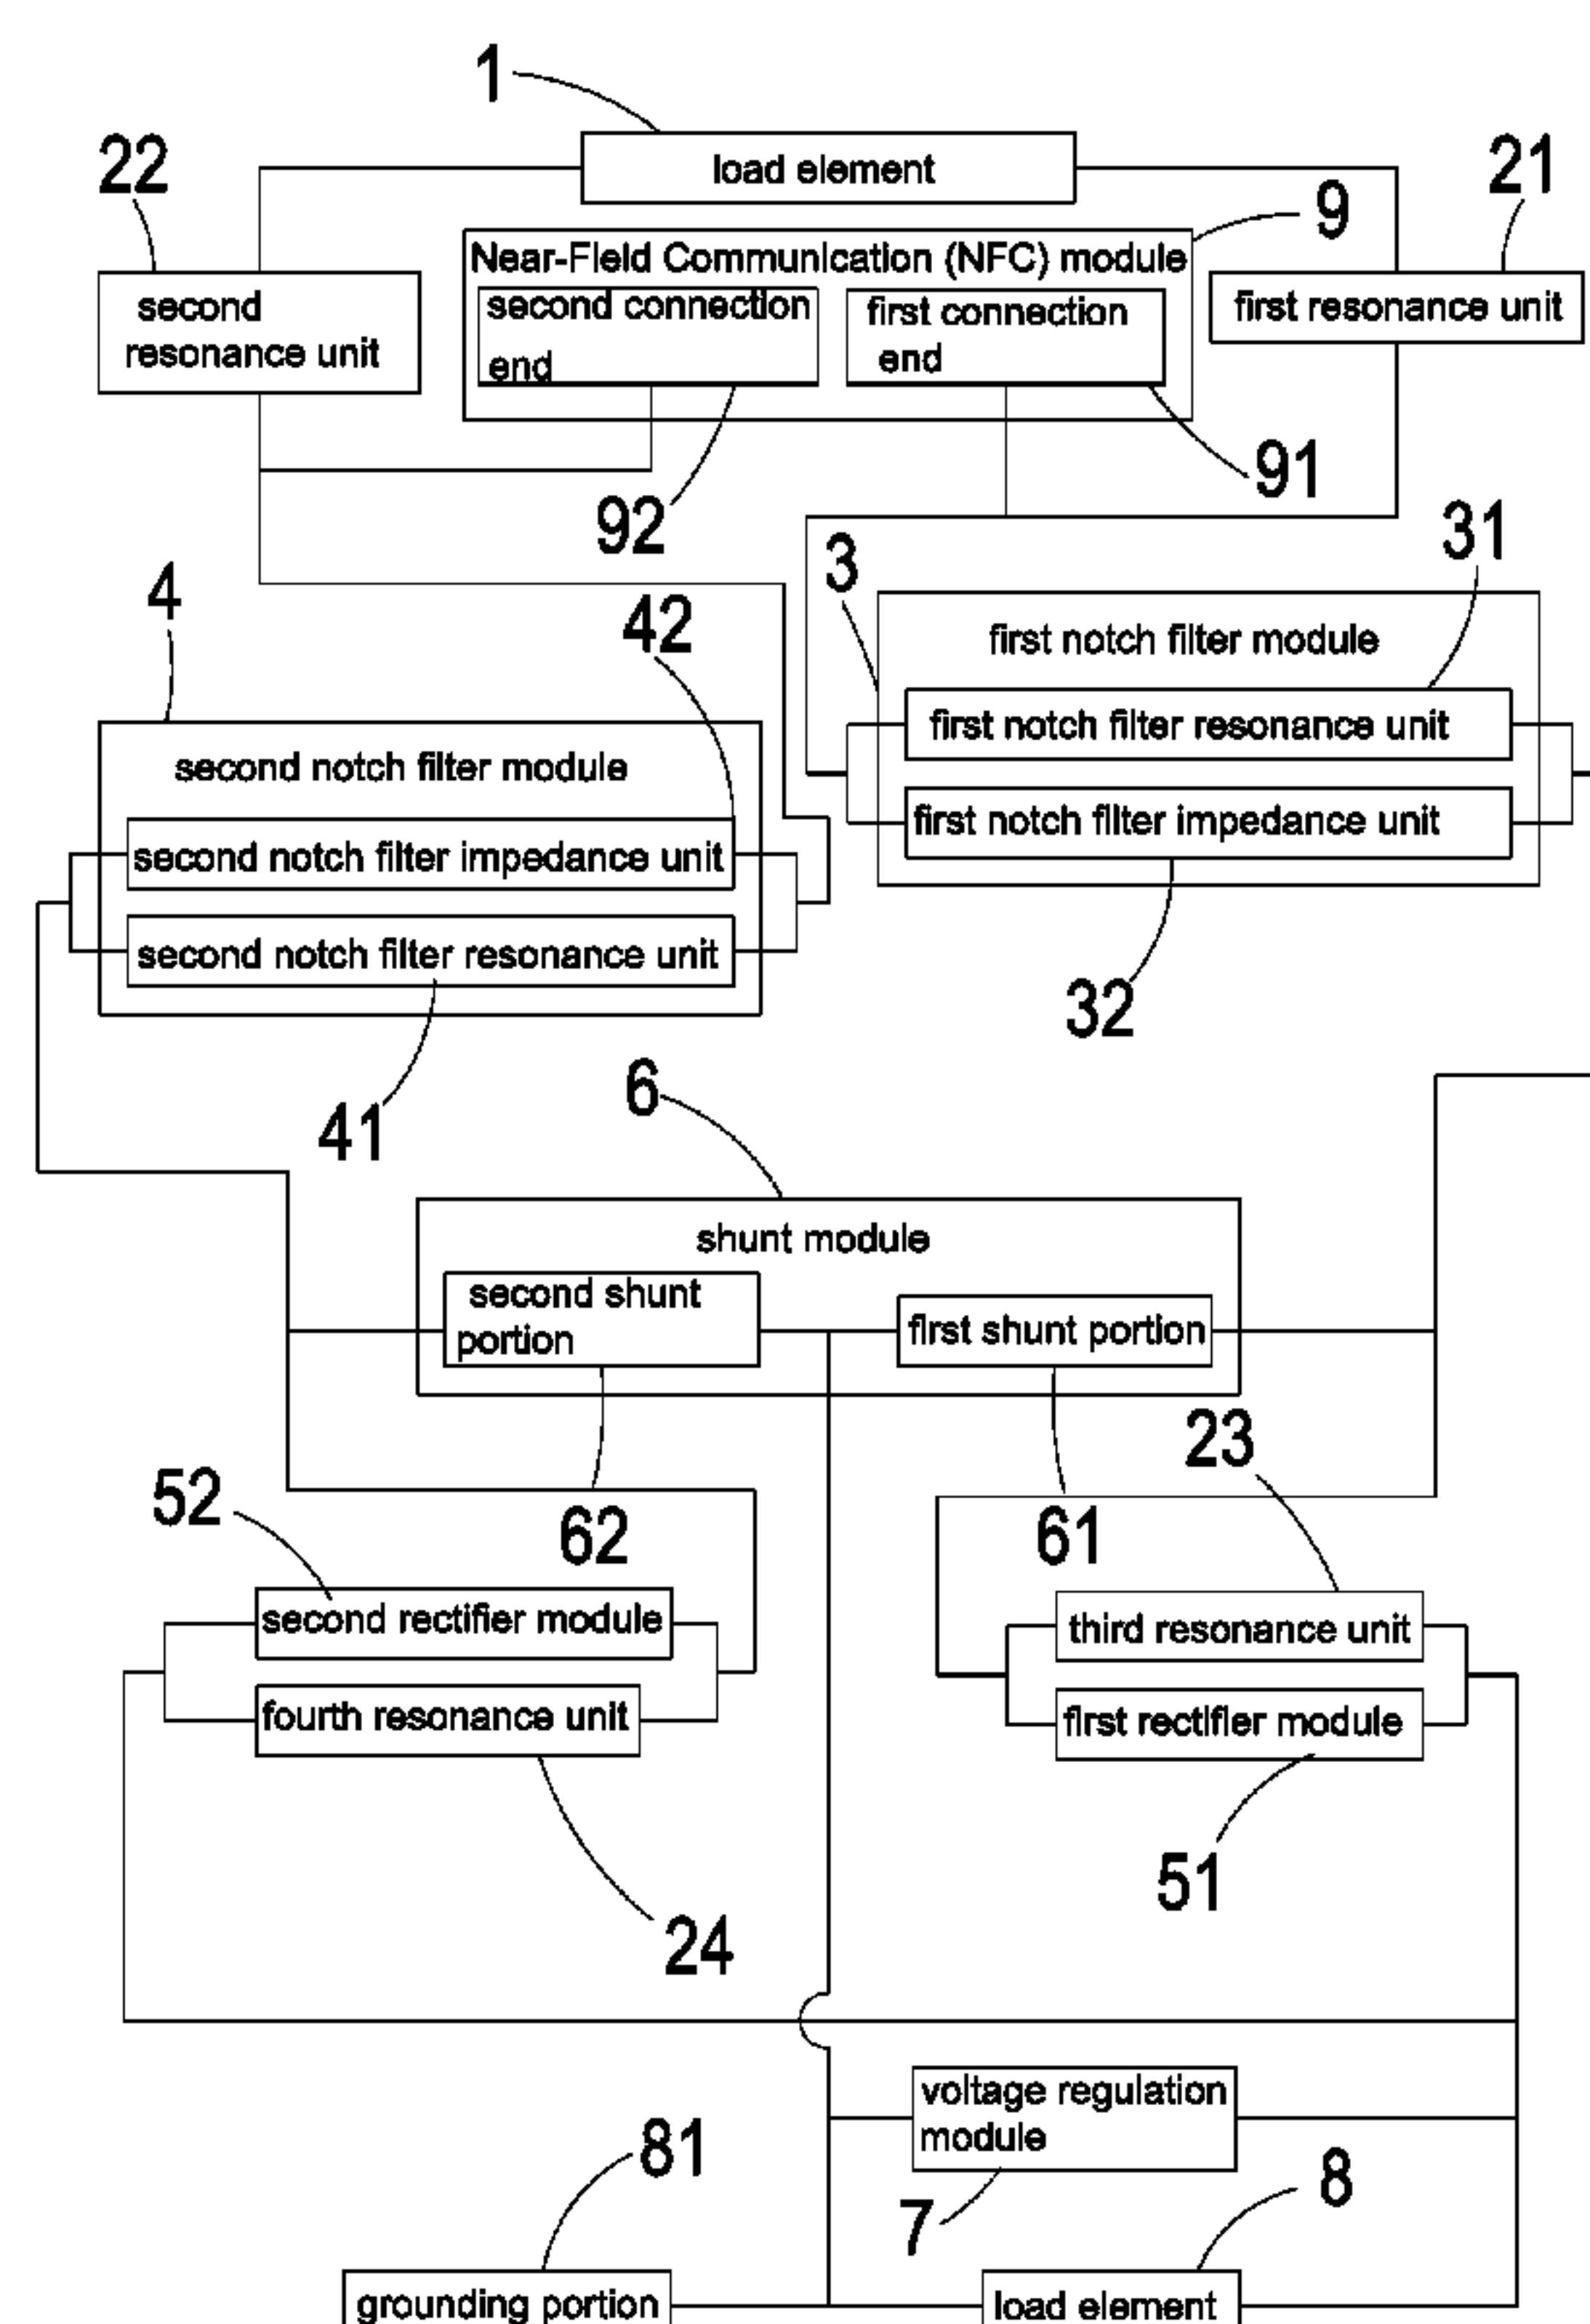 1
load element
22
21
9
Near-Field Communication (NFC) module
second connection
end
first connection
end
second
resonance unit
first resonance unit
92
91
3
31
first notch filter module
first notch filter resonance unit
first notch filter impedance unit
32
4
42
second notch filter module
second notch filter impedance unit
second notch filter resonance unit
41
6
shunt module
second shunt
portion
first shunt portion
62
61
23
52
second rectifier module
fourth resonance unit
24
third resonance unit
first rectifier module
51
voltage regulation
module
7
81
8
grounding portion
load element